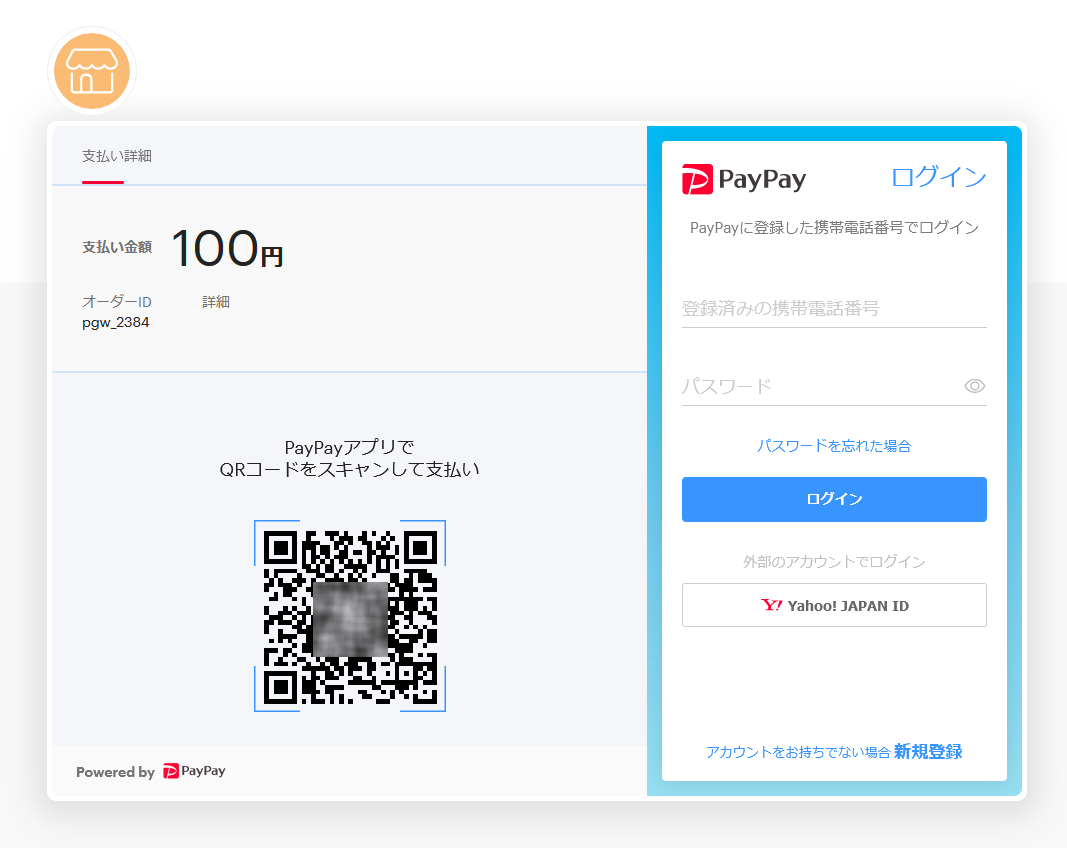 支払い詳細
支払い金額 100円
オーダーID 詳細
pgw_2384
PayPayアプリで
QRコードをスキャンして支払い
Powered by PayPay
PayPay ログイン
PayPayに登録した携帯電話番号でログイン
登録済みの携帯電話番号
パスワード
パスワードを忘れた場合
ログイン
外部のアカウントでログイン
Y! Yahoo! JAPAN ID
アカウントをお持ちでない場合 新規登録